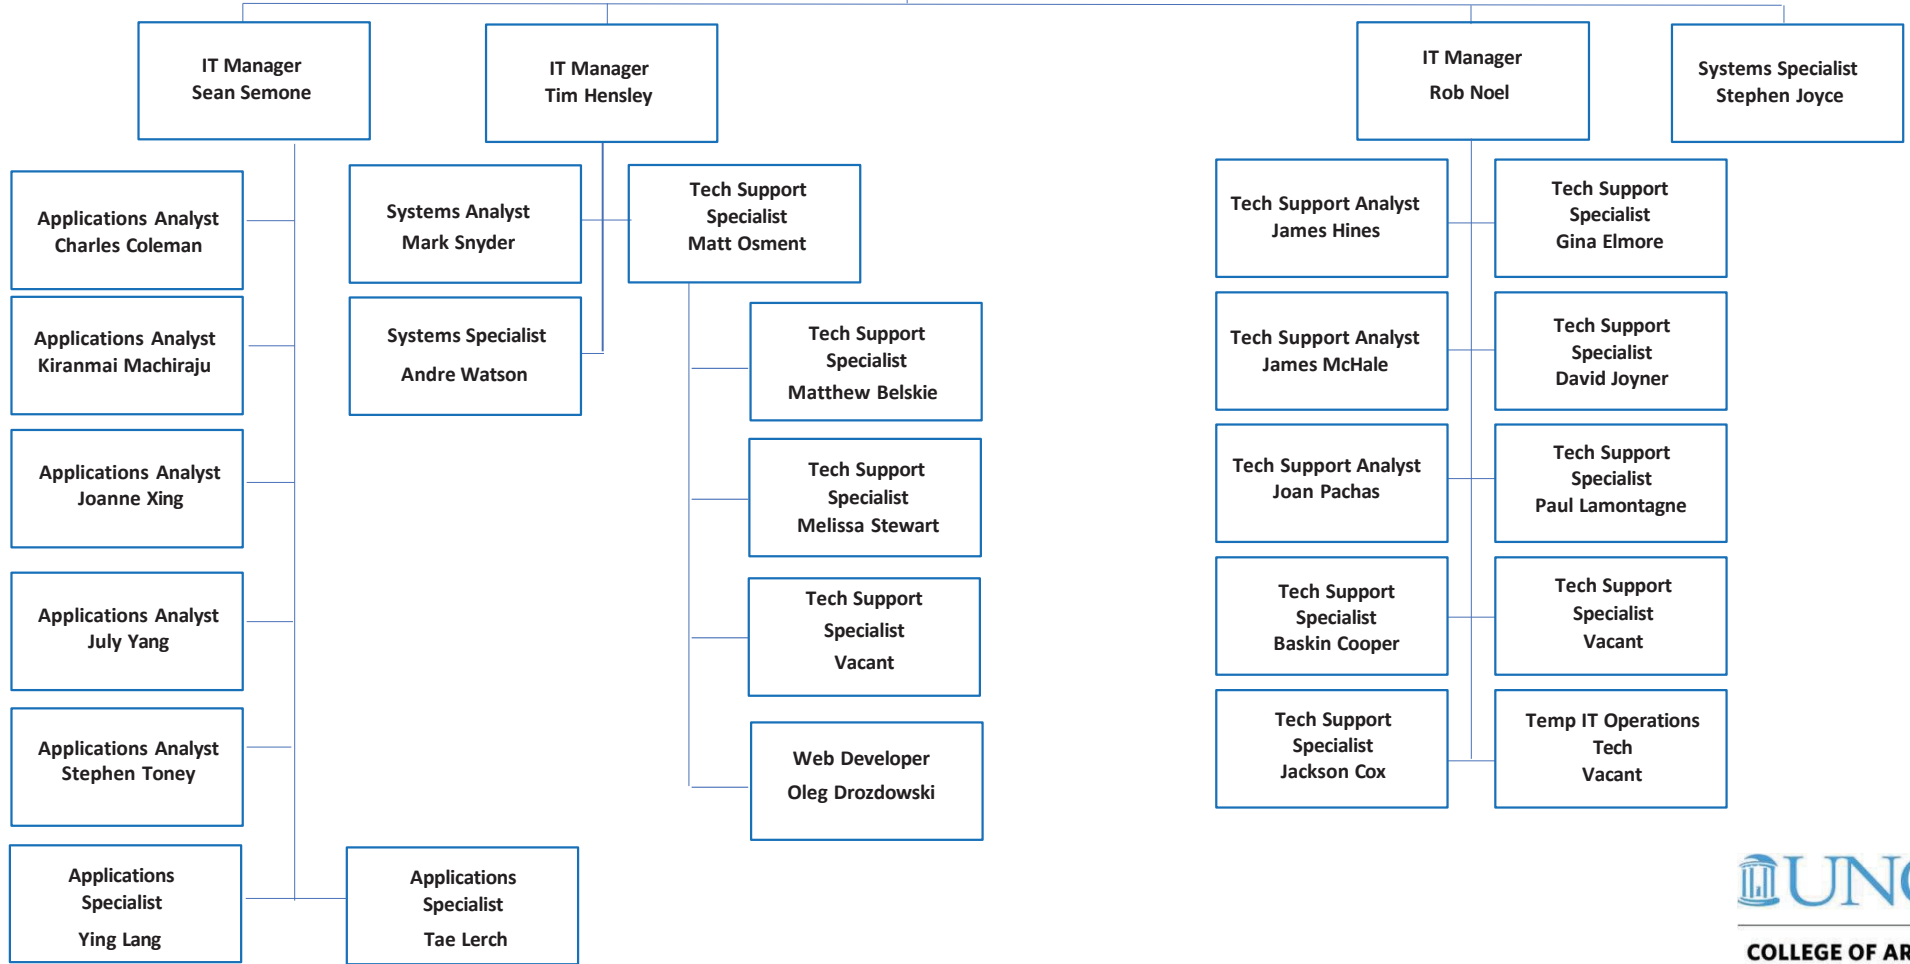 IT Manager
Sean Semone
IT Manager
Tim Hensley
IT Manager
Rob Noel
Systems Specialist
Stephen Joyce
Applications Analyst
Charles Coleman
Applications Analyst
Kiranmai Machiraju
Applications Analyst
Joanne Xing
Applications Analyst
July Yang
Applications Analyst
Stephen Toney
Applications
Specialist
Ying Lang
Applications
Specialist
Tae Lerch
Systems Analyst
Mark Snyder
Systems Specialist
Andre Watson
Tech Support
Specialist
Matt Osment
Tech Support
Specialist
Matthew Belskie
Tech Support
Specialist
Melissa Stewart
Tech Support
Specialist
Vacant
Web Developer
Oleg Drozdowski
Tech Support Analyst
James Hines
Tech Support Analyst
James McHale
Tech Support Analyst
Joan Pachas
Tech Support
Specialist
Baskin Cooper
Tech Support
Specialist
Jackson Cox
Tech Support
Specialist
Gina Elmore
Tech Support
Specialist
David Joyner
Tech Support
Specialist
Paul Lamontagne
Tech Support
Specialist
Vacant
Temp IT Operations
Tech
Vacant
UNC
COLLEGE OF AR